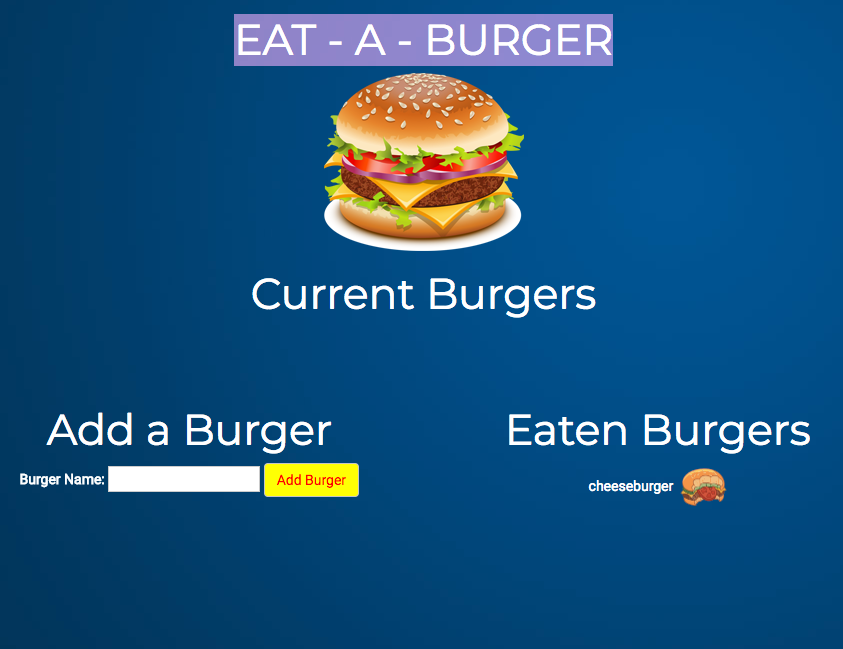 EAT - A - BURGER
Current Burgers
Add a Burger
Burger Name: Add Burger
Eaten Burgers
cheeseburger